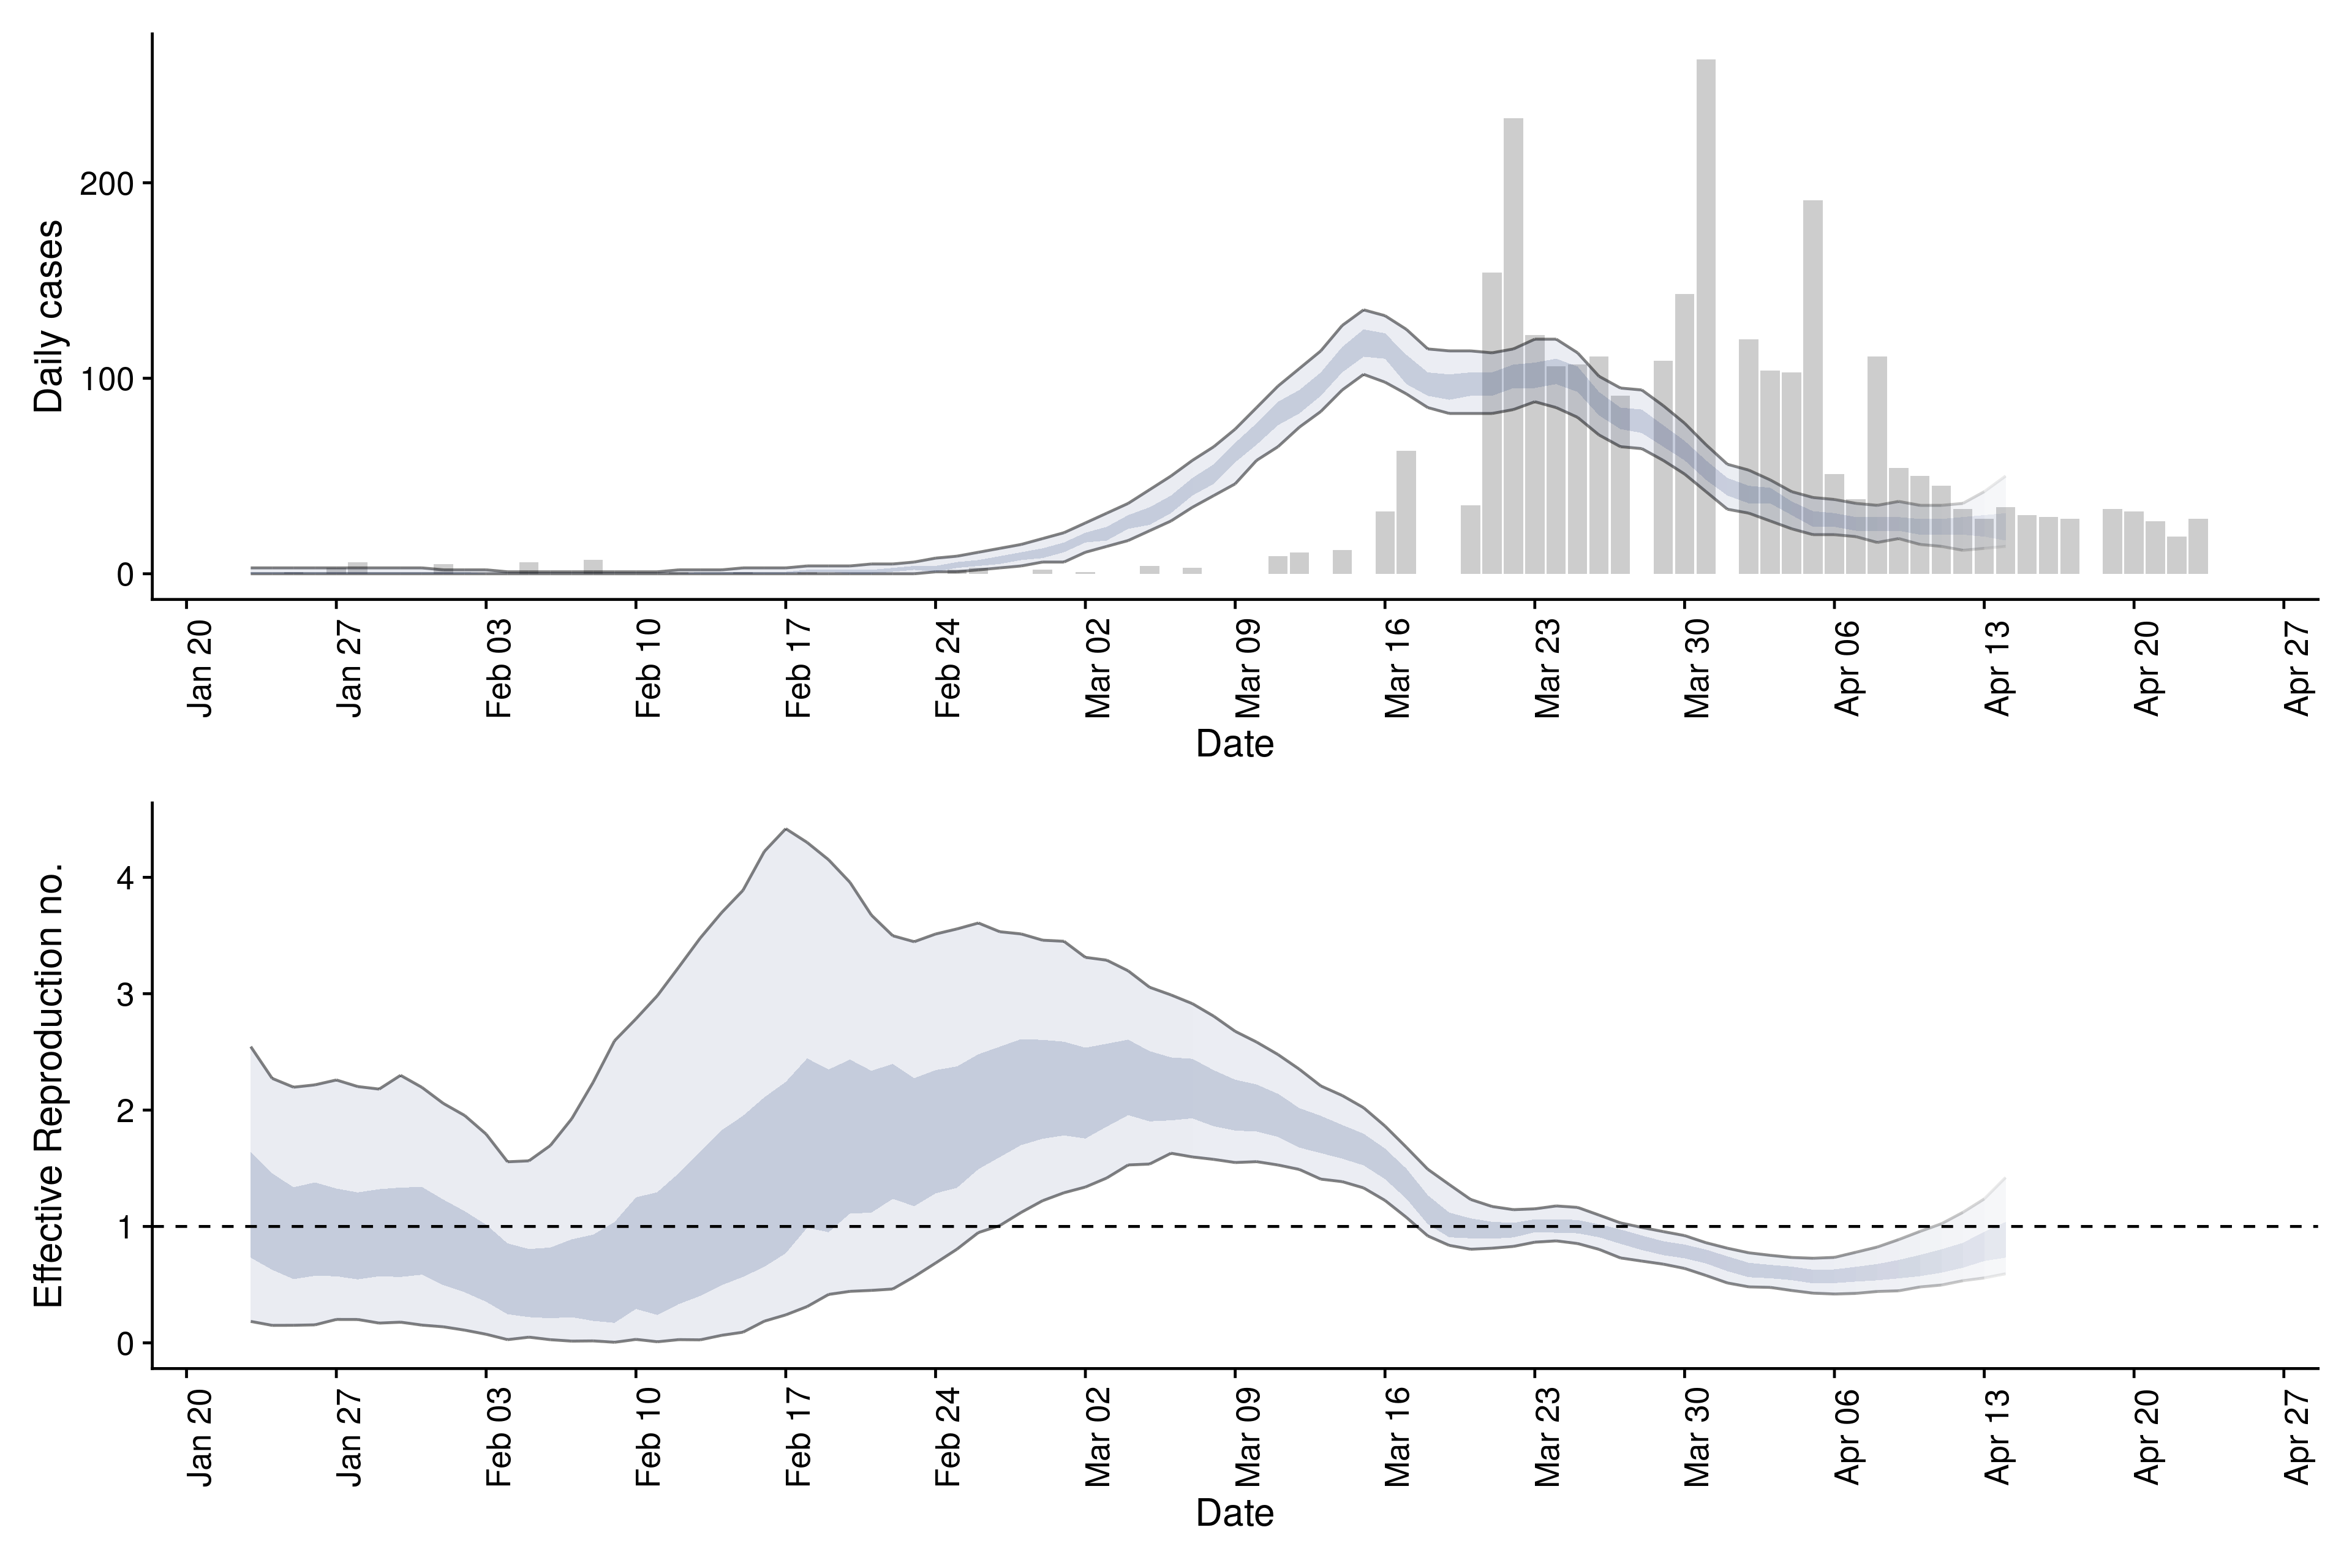 Daily cases
200
100
0
Jan 20
Jan 27
Feb 03
Feb 10
Feb 17
Feb 24
Mar 02
Mar 09
Mar 16
Mar 23
Mar 30
Apr 06
Apr 13
Apr 20
Apr 27
Date
Effective Reproduction no.
4
3
2
1
0
Jan 20
Jan 27
Feb 03
Feb 10
Feb 17
Feb 24
Mar 02
Mar 09
Mar 16
Mar 23
Mar 30
Apr 06
Apr 13
Apr 20
Apr 27
Date